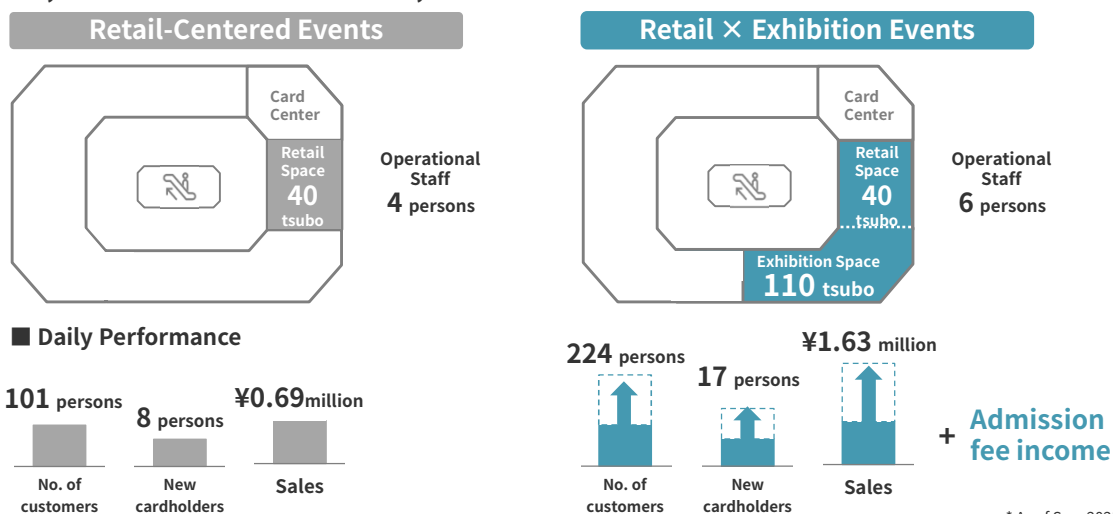 Retail-Centered Events
Card
Center
Retail
Space
40
tsubo
Operational
Staff
4 persons
■ Daily Performance
101 persons
8 persons
¥0.69million
No. of
customers
New
cardholders
Sales
Retail × Exhibition Events
Card
Center
Retail
Space
40
tsubo
Exhibition Space
110 tsubo
Operational
Staff
6 persons
224 persons
17 persons
¥1.63 million
No. of
customers
New
cardholders
Sales
+ Admission
fee income